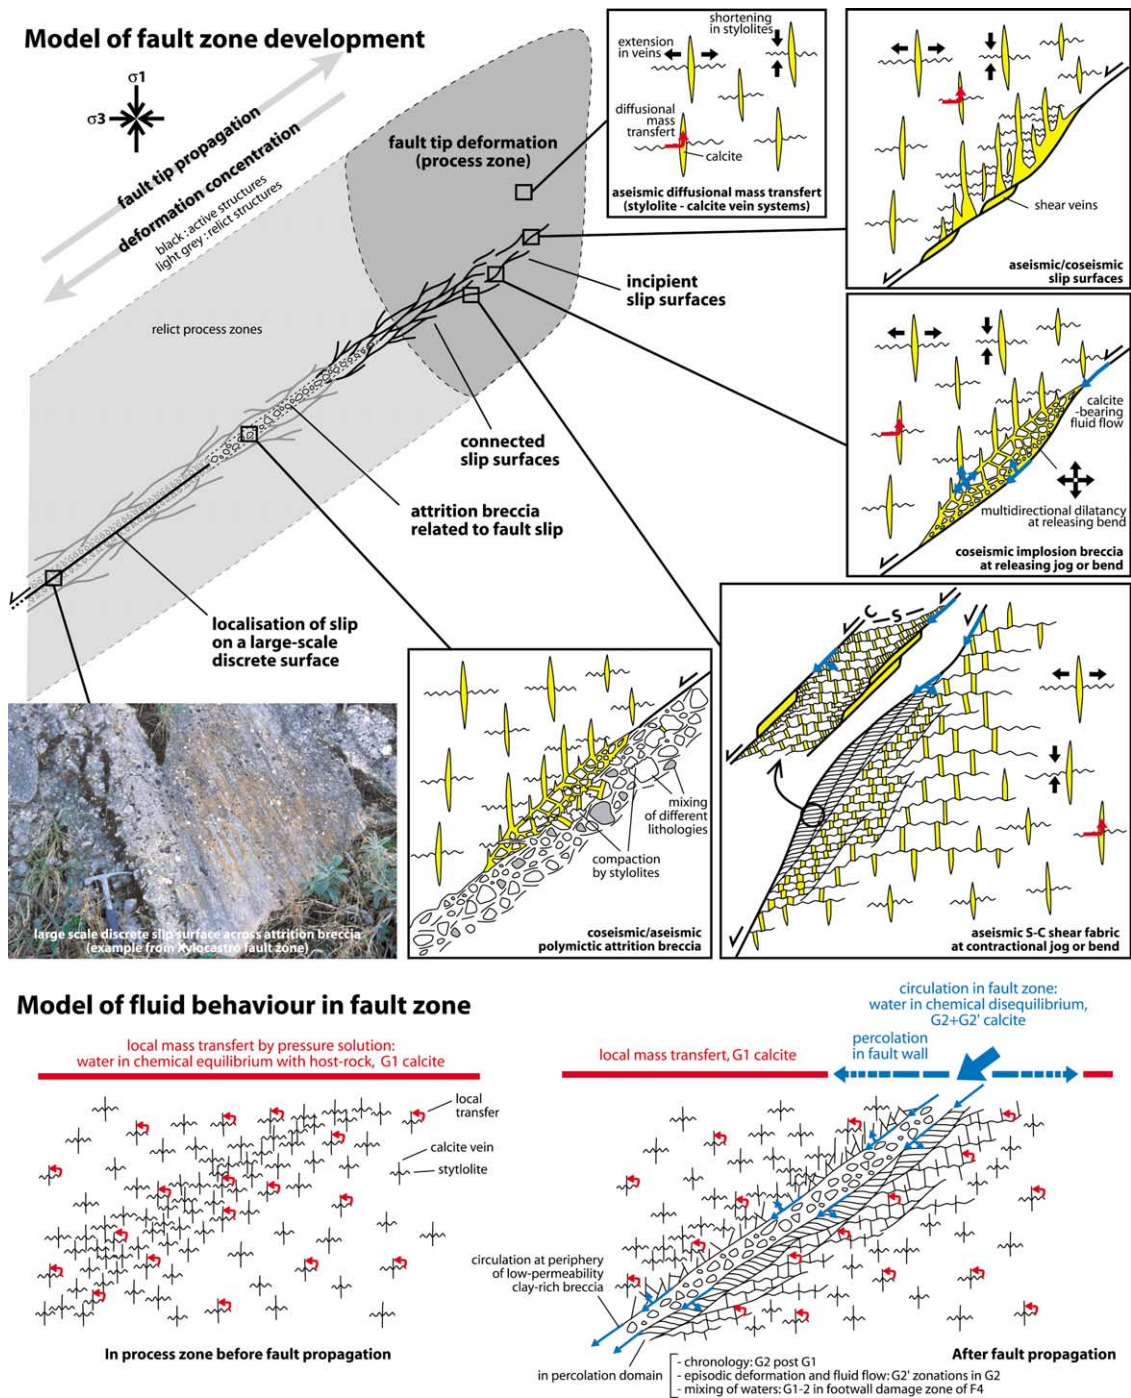 Model of fault zone development
σ1
σ3
fault tip propagation
deformation concentration
black : active structures
light grey : relict structures
fault tip deformation
(process zone)
relict process zones
incipient
slip surfaces
connected
slip surfaces
attrition breccia
related to fault slip
localisation of slip
on a large-scale
discrete surface
extension
in veins
shortening
in stylolites
diffusional
mass
transfert
calcite
aseismic diffusional mass transfert
(stylolite - calcite vein systems)
shear veins
aseismic/coseismic
slip surfaces
calcite
-bearing
fluid flow
multidirectional dilatancy
at releasing bend
coseismic implosion breccia
at releasing jog or bend
C
S
aseismic S-C shear fabric
at contractional jog or bend
mixing
of different
lithologies
compaction
by stylolites
coseismic/aseismic
polymictic attrition breccia
large scale discrete slip surface across attrition breccia
(example from Xylocastro fault zone)
Model of fluid behaviour in fault zone
local mass transfert by pressure solution:
water in chemical equilibrium with host-rock, G1 calcite
local
transfer
calcite vein
stytlolite
In process zone before fault propagation
circulation in fault zone:
water in chemical disequilibrium,
G2+G2' calcite
local mass transfert, G1 calcite
percolation
in fault wall
circulation at periphery
of low-permeability
clay-rich breccia
After fault propagation
in percolation domain
- chronology: G2 post G1
- episodic deformation and fluid flow: G2' zonations in G2
- mixing of waters: G1-2 in footwall damage zone of F4